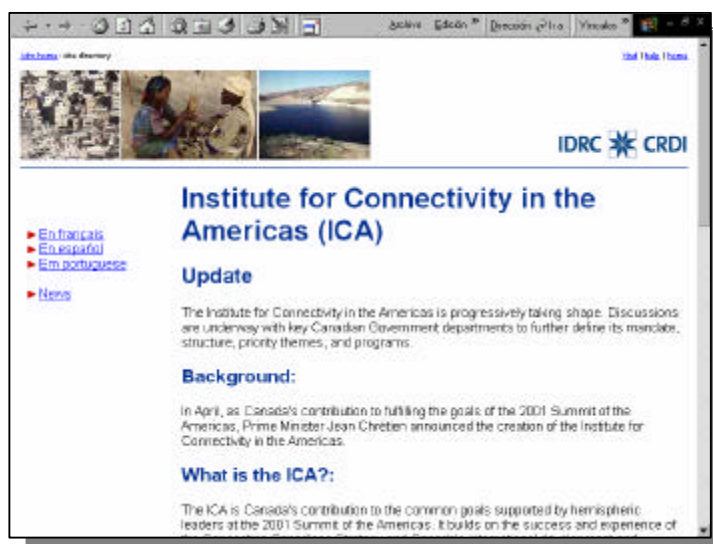 Archivo Edición » Dirección Ir a Vínculos »
site directory help home
IDRC CRDI
Institute for Connectivity in the
Americas (ICA)
En français
En español
Em portuguese
News
Update
The Institute for Connectivity in the Americas is progressively taking shape. Discussions
are underway with key Canadian Government departments to further define its mandate,
structure, priority themes, and programs.
Background:
In April, as Canada's contribution to fulfilling the goals of the 2001 Summit of the
Americas, Prime Minister Jean Chrétien announced the creation of the Institute for
Connectivity in the Americas.
What is the ICA?:
The ICA is Canada's contribution to the common goals supported by hemispheric
leaders at the 2001 Summit of the Americas. It builds on the success and experience of